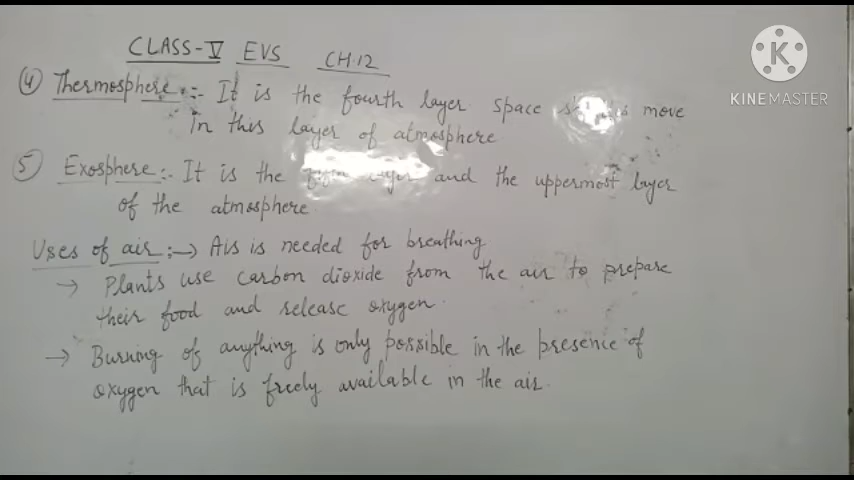 CLASS-V EVS CH.12
④ Thermosphere :- It is the fourth layer space move
in this layer of atmosphere.
⑤ Exosphere :- It is the layer and the uppermost layer
of the atmosphere.
Uses of air :→ Air is needed for breathing
→ Plants use carbon dioxide from the air to prepare
their food and release oxygen.
→ Burning of anything is only possible in the presence of
oxygen that is freely available in the air.
K
KINEMASTER